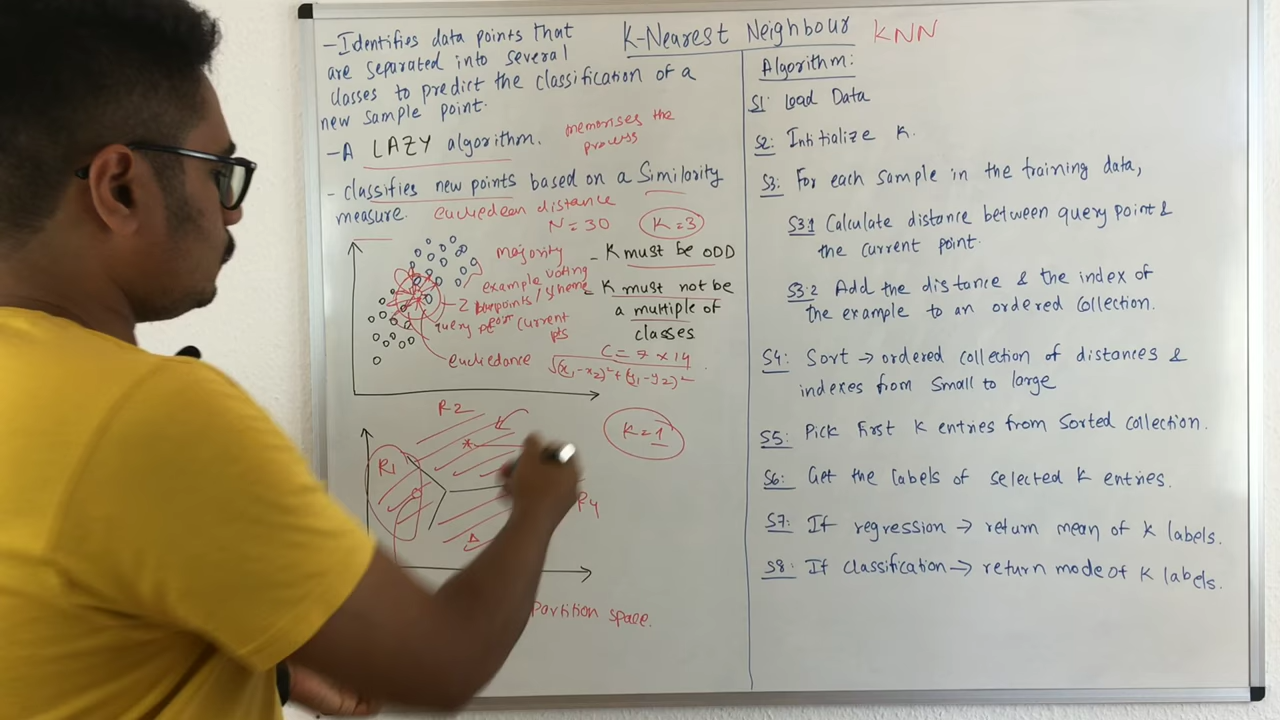 K-Nearest Neighbour KNN
-Identifies data points that
are separated into several
classes to predict the classification of a
new sample point.
-A LAZY algorithm. memorises the
process
- classifies new points based on a Similarity
measure. euclidean distance
N=30 K=3
majority
voting
scheme
example
2 bluepoints /
query point current
pts
euclidance
√(x₁-x₂)²+(y₁-y₂)²
- K must be ODD
- K must not be
a multiple of
classes
C=7 x 14
R2
R1
K=1
R4
partition space.
Algorithm:
S1: Load Data
S2: Initialize K.
S3: For each sample in the training data,
S3.1 Calculate distance between query point &
the current point.
S3.2 Add the distance & the index of
the example to an ordered collection.
S4: Sort → ordered collection of distances &
indexes from small to large
S5: Pick first K entries from sorted collection.
S6: Get the labels of selected K entries.
S7: If regression → return mean of K labels.
S8: If classification → return mode of K labels.